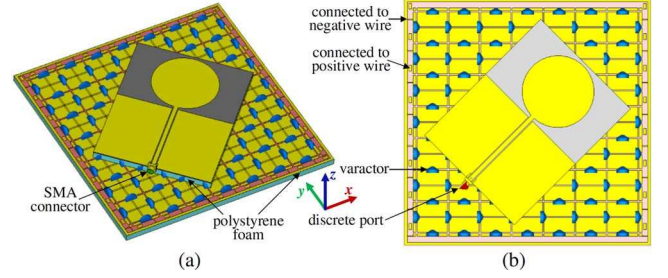 SMA
connector
polystyrene
foam
y
z
x
(a)
connected to
negative wire
connected to
positive wire
varactor
discrete port
(b)